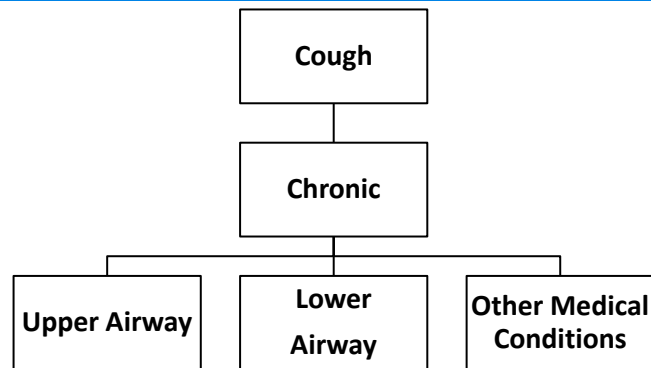 Cough
Chronic
Upper Airway
Lower
Airway
Other Medical
Conditions